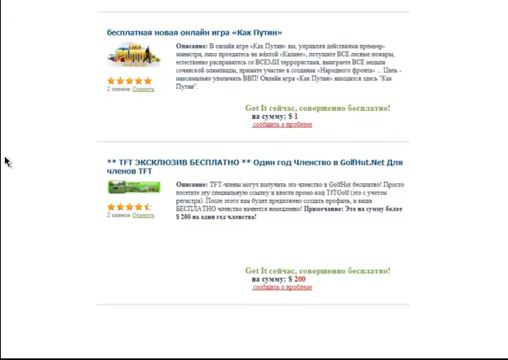 бесплатная новая онлайн игра «Как Путин»
Описание: В онлайн игре «Как Путин» вы, управляя действиями премьер-
министра, лихо проехать на жёлтой «Калине», потушите ВСЕ лесные пожары,
естественно расправитесь со ВСЕМИ террористами, выиграете ВСЕ медали
сочинской олимпиады, примите участие в создании «Народного фронта» ... Цель -
максимально увеличить ВВП! Онлайн игра «Как Путин» находится здесь "Как
Путин".
2 оценок Оценить
Get It сейчас, совершенно бесплатно!
на сумму: $ 1
сообщить о проблеме
** TFT ЭКСКЛЮЗИВ БЕСПЛАТНО ** Один год Членство в GolfHut.Net Для
членов TFT
Описание: TFT-члены могут получить это членство в GolfHut бесплатно! Просто
посетите эту специальную ссылку и ввести промо-код TfTGolf (это с учетом
регистра). После этого вам будет предложено создать профиль, и ваши
БЕСПЛАТНО членство начнется немедленно! Примечание: Это на сумму более
$ 200 на один год членства!
2 оценок Оценить
Get It сейчас, совершенно бесплатно!
на сумму: $ 200
сообщить о проблеме